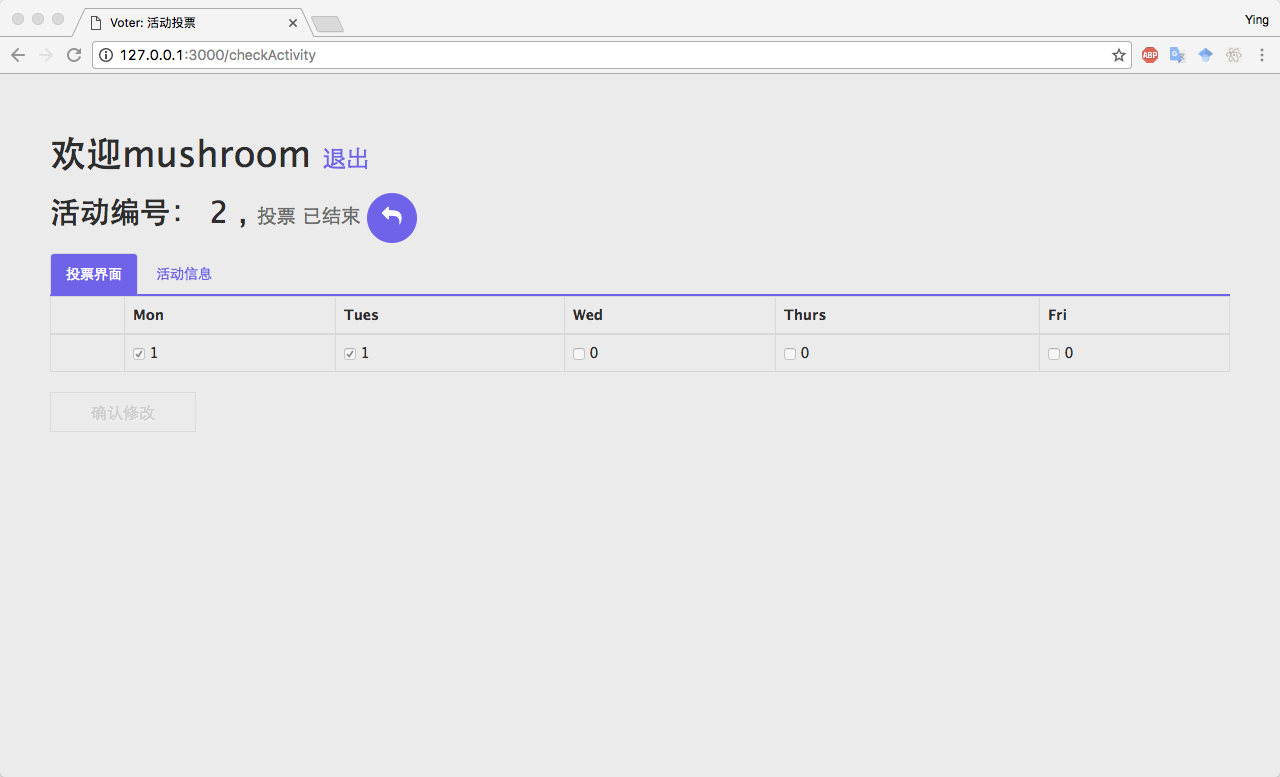 Voter: 活动投票
Ying
127.0.0.1:3000/checkActivity
ABP
欢迎mushroom 退出
活动编号： 2 , 投票 已结束
投票界面 活动信息
Mon Tues Wed Thurs Fri
1 1 0 0 0
确认修改